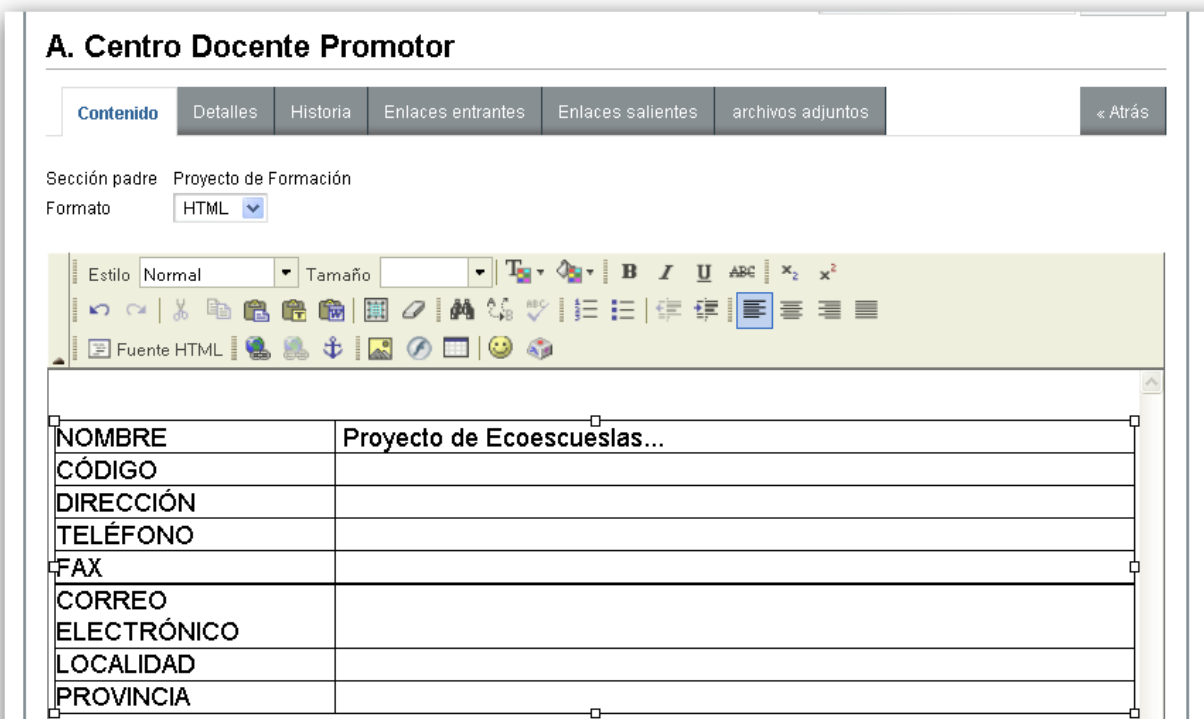 A. Centro Docente Promotor
Contenido Detalles Historia Enlaces entrantes Enlaces salientes archivos adjuntos « Atrás
Sección padre Proyecto de Formación
Formato HTML
Estilo Normal Tamaño B I U ABC x₂ x²
Fuente HTML
NOMBRE Proyecto de Ecoescueslas...
CÓDIGO
DIRECCIÓN
TELÉFONO
FAX
CORREO
ELECTRÓNICO
LOCALIDAD
PROVINCIA